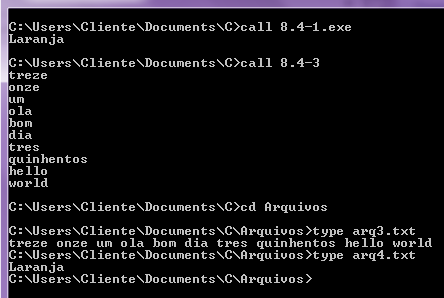 C:\Users\Cliente\Documents\C>call 8.4-1.exe
Laranja
C:\Users\Cliente\Documents\C>call 8.4-3
treze
onze
um
ola
bom
dia
tres
quinhentos
hello
world
C:\Users\Cliente\Documents\C>cd Arquivos
C:\Users\Cliente\Documents\C\Arquivos>type arq3.txt
treze onze um ola bom dia tres quinhentos hello world
C:\Users\Cliente\Documents\C\Arquivos>type arq4.txt
Laranja
C:\Users\Cliente\Documents\C\Arquivos>